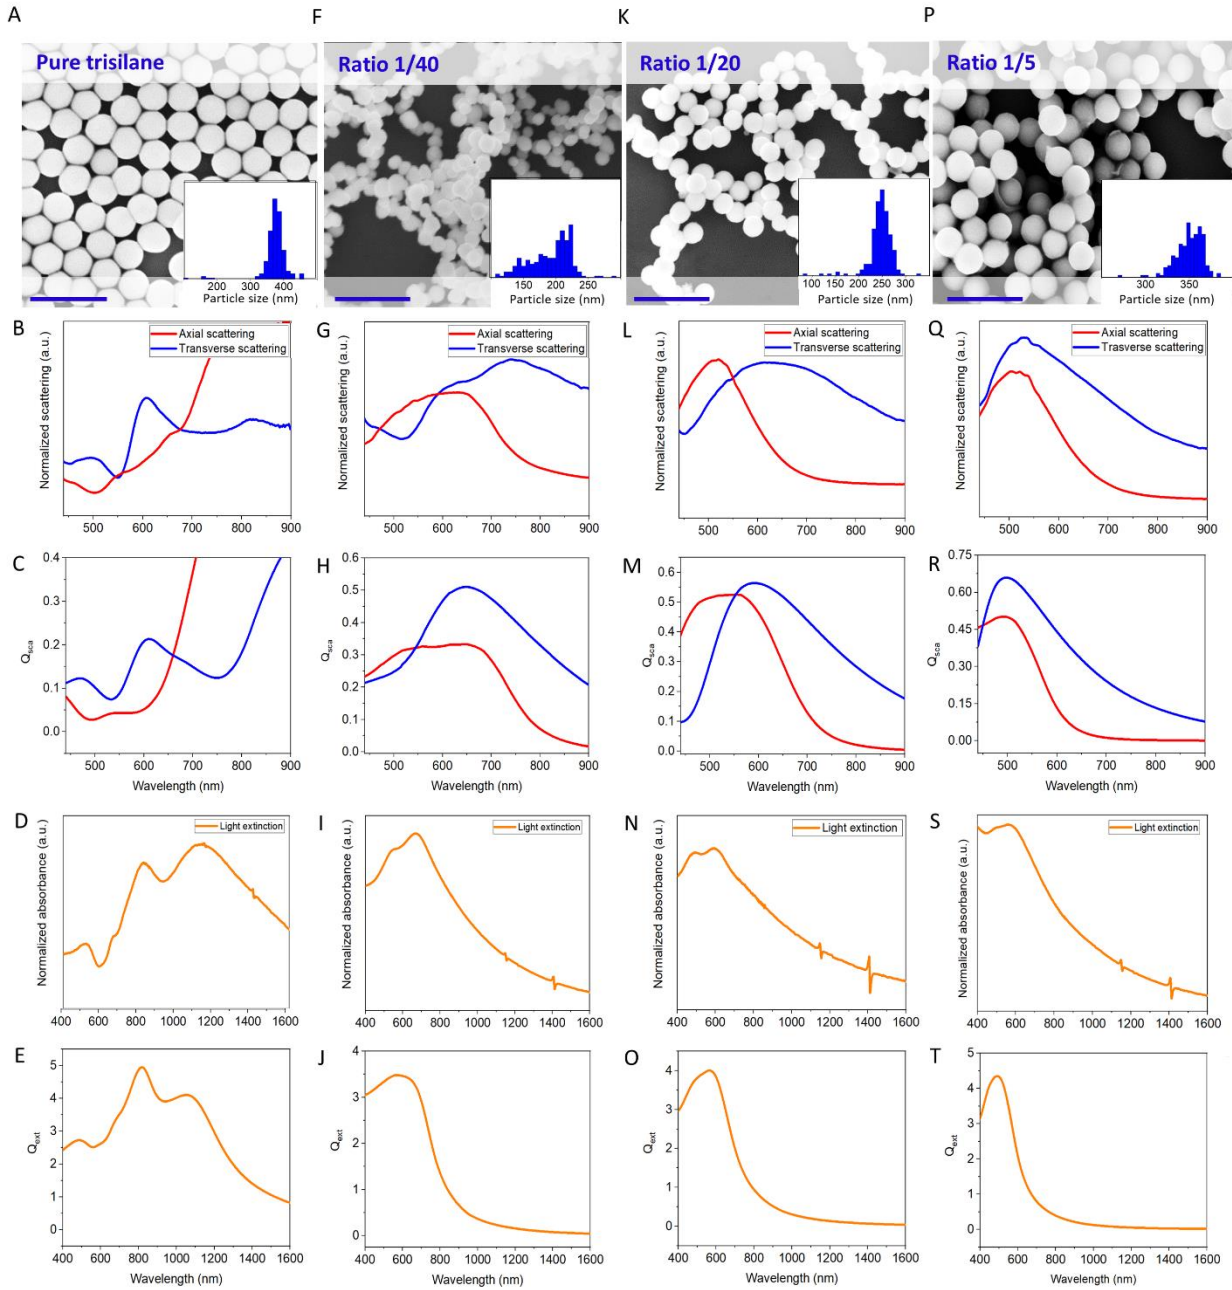 A
F
K
P
Pure trisilane
Ratio 1/40
Ratio 1/20
Ratio 1/5
100 200 300 400 500
Particle size (nm)
150 200 250
Particle size (nm)
100 150 200 250 300
Particle size (nm)
300 350
Particle size (nm)
B
Normalized scattering (a.u.)
Axial scattering
Transverse scattering
500 600 700 800 900
G
Normalized scattering (a.u.)
Axial scattering
Transverse scattering
500 600 700 800 900
L
Normalized scattering (a.u.)
Axial scattering
Transverse scattering
500 600 700 800 900
Q
Normalized scattering (a.u.)
Axial scattering
Trasverse scattering
500 600 700 800 900
C
Qsca
0.4
0.3
0.2
0.1
0.0
500 600 700 800 900
Wavelength (nm)
H
Qsca
0.6
0.5
0.4
0.3
0.2
0.1
0.0
500 600 700 800 900
Wavelength (nm)
M
Qsca
0.6
0.5
0.4
0.3
0.2
0.1
0.0
500 600 700 800 900
Wavelength (nm)
R
Qsca
0.75
0.60
0.45
0.30
0.15
0.00
500 600 700 800 900
Wavelength (nm)
D
Normalized absorbance (a.u.)
Light extinction
400 600 800 1000 1200 1400 1600
I
Normalized absorbance (a.u.)
Light extinction
400 600 800 1000 1200 1400 1600
N
Normalized absorbance (a.u.)
Light extinction
400 600 800 1000 1200 1400 1600
S
Normalized absorbance (a.u.)
Light extinction
400 600 800 1000 1200 1400 1600
E
Qext
5
4
3
2
1
0
400 600 800 1000 1200 1400 1600
Wavelength (nm)
J
Qext
4
3
2
1
0
400 600 800 1000 1200 1400 1600
Wavelength (nm)
O
Qext
4
3
2
1
0
400 600 800 1000 1200 1400 1600
Wavelength (nm)
T
Qext
5
4
3
2
1
0
400 600 800 1000 1200 1400 1600
Wavelength (nm)